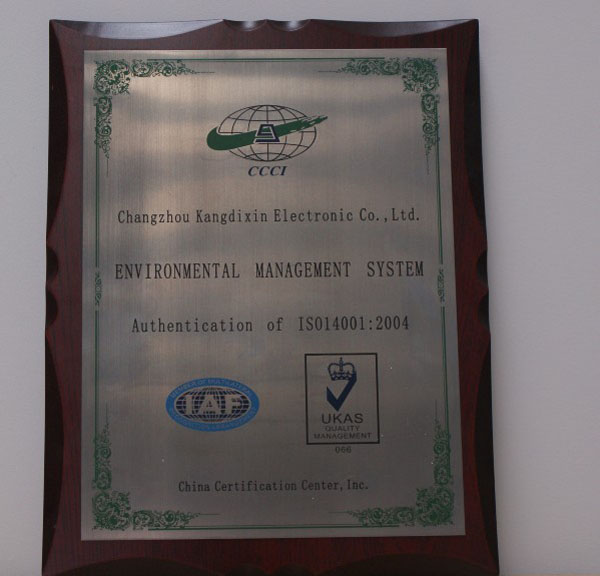 CCCI
Changzhou Kangdixin Electronic Co.,Ltd.
ENVIRONMENTAL MANAGEMENT SYSTEM
Authentication of ISO14001:2004
IAF
UKAS
QUALITY
MANAGEMENT
066
China Certification Center, Inc.